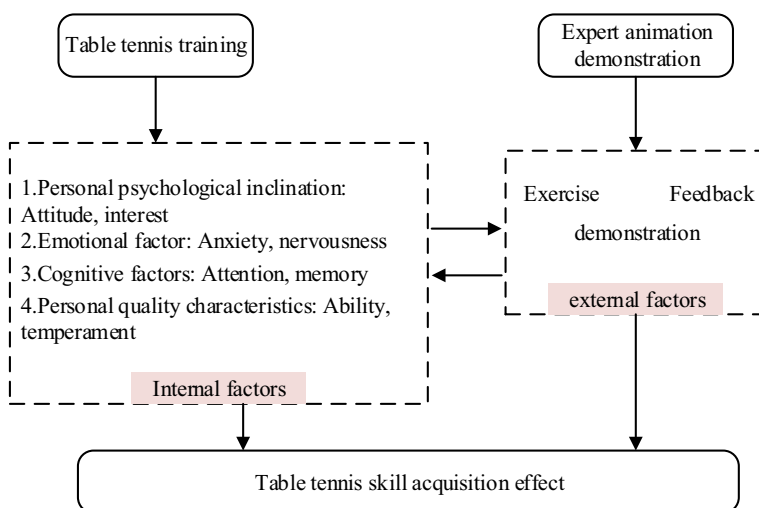 Table tennis training
Expert animation
demonstration
1.Personal psychological inclination:
Attitude, interest
2.Emotional factor: Anxiety, nervousness
3.Cognitive factors: Attention, memory
4.Personal quality characteristics: Ability,
temperament
Internal factors
Exercise Feedback
demonstration
external factors
Table tennis skill acquisition effect